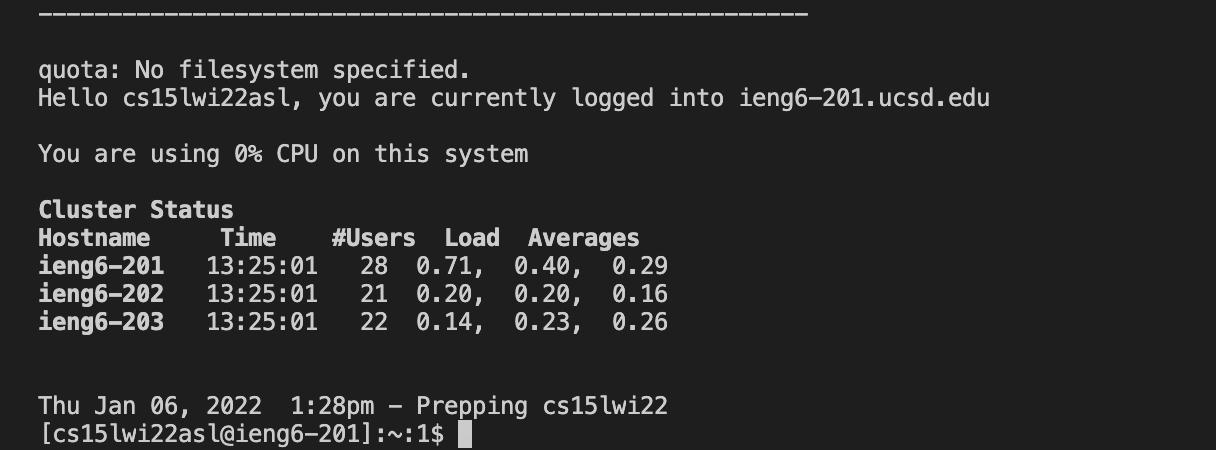 -------------------------------------------------------
quota: No filesystem specified.
Hello cs15lwi22asl, you are currently logged into ieng6-201.ucsd.edu
You are using 0% CPU on this system
Cluster Status
Hostname     Time    #Users  Load  Averages
ieng6-201   13:25:01   28  0.71,  0.40,  0.29
ieng6-202   13:25:01   21  0.20,  0.20,  0.16
ieng6-203   13:25:01   22  0.14,  0.23,  0.26
Thu Jan 06, 2022  1:28pm - Prepping cs15lwi22
[cs15lwi22asl@ieng6-201]:~:1$